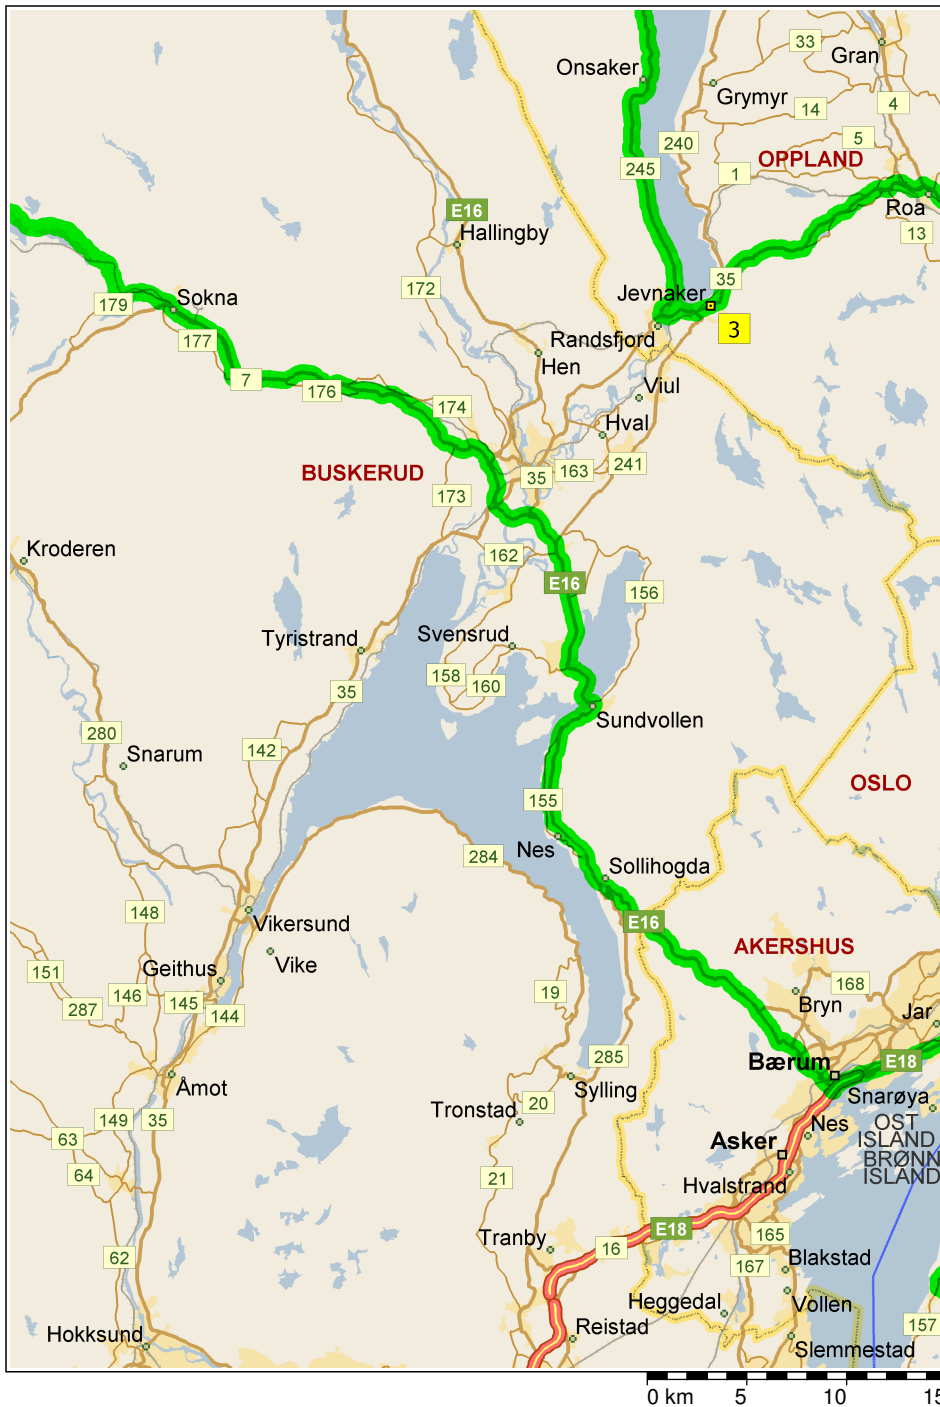 33
Gran
Onsaker
Grymyr
14
4
5
240
OPPLAND
245
1
Roa
E16
Hallingby
13
172
35
Jevnaker
179
Sokna
3
177
Randsfjord
Hen
7
176
Viul
174
Hval
BUSKERUD
35
163
241
173
Kroderen
162
E16
156
Tyristrand
Svensrud
158
160
35
Sundvollen
280
Snarum
142
OSLO
155
Nes
284
Sollihogda
148
Vikersund
E16
AKERSHUS
151
Geithus
Vike
168
146
145
19
Bryn
287
144
Jar
285
Bærum
E18
Åmot
Sylling
Snarøya
20
Tronstad
149
35
Nes
OST
ISLAND
63
Asker
BRØNN
ISLAND
64
21
Hvalstrand
Tranby
16
E18
165
62
167
Blakstad
Heggedal
Vollen
Hokksund
Reistad
157
Slemmestad
0 km
5
10
15